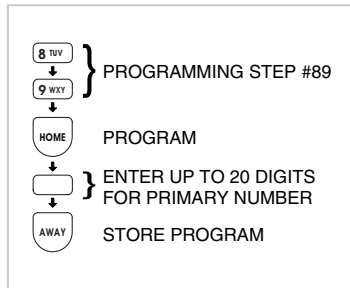 8 TUV
9 WXY
PROGRAMMING STEP #89
HOME
PROGRAM
ENTER UP TO 20 DIGITS
FOR PRIMARY NUMBER
AWAY
STORE PROGRAM